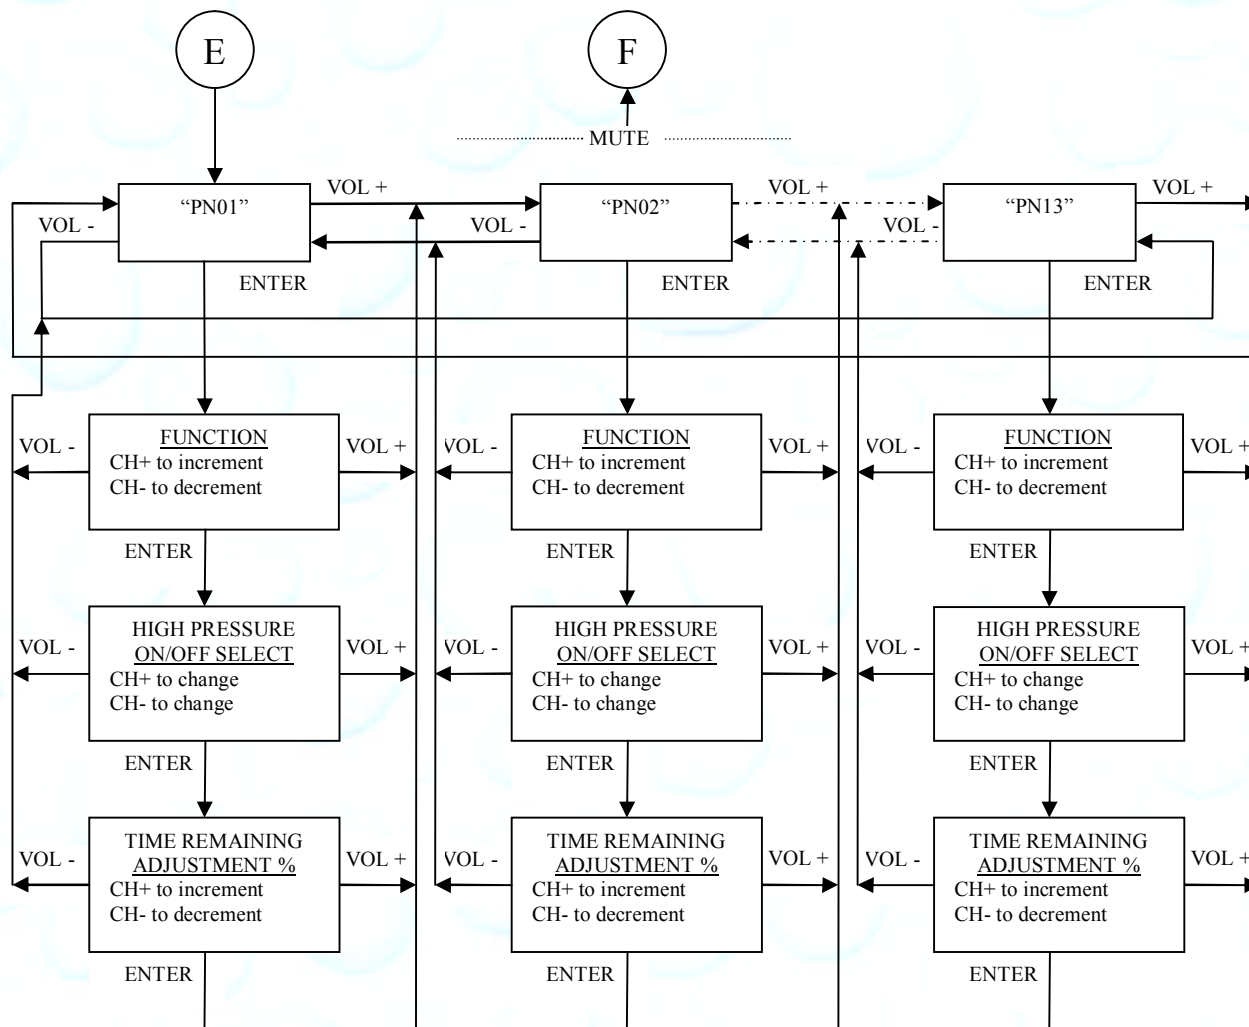 E
F
MUTE
“PN01”
VOL +
“PN02”
VOL +
“PN13”
VOL +
VOL -
VOL -
VOL -
ENTER
ENTER
ENTER
VOL -
FUNCTION
CH+ to increment
CH- to decrement
VOL +
VOL -
FUNCTION
CH+ to increment
CH- to decrement
VOL +
VOL -
FUNCTION
CH+ to increment
CH- to decrement
VOL +
ENTER
ENTER
ENTER
VOL -
HIGH PRESSURE
ON/OFF SELECT
CH+ to change
CH- to change
VOL +
VOL -
HIGH PRESSURE
ON/OFF SELECT
CH+ to change
CH- to change
VOL +
VOL -
HIGH PRESSURE
ON/OFF SELECT
CH+ to change
CH- to change
VOL +
ENTER
ENTER
ENTER
VOL -
TIME REMAINING
ADJUSTMENT %
CH+ to increment
CH- to decrement
VOL +
VOL -
TIME REMAINING
ADJUSTMENT %
CH+ to increment
CH- to decrement
VOL +
VOL -
TIME REMAINING
ADJUSTMENT %
CH+ to increment
CH- to decrement
VOL +
ENTER
ENTER
ENTER